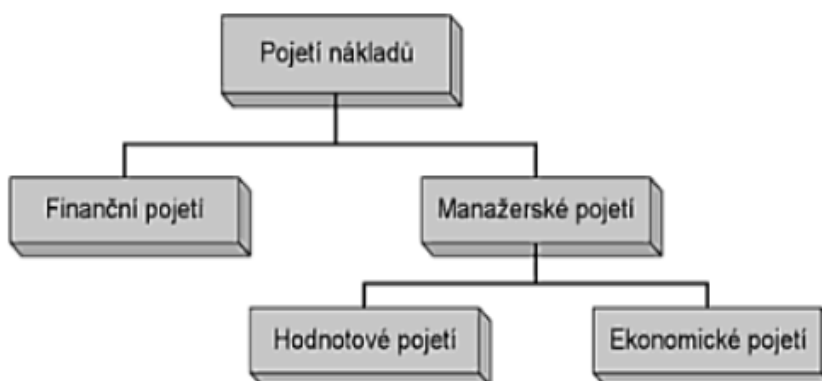 Pojetí nákladů
Finanční pojetí
Manažerské pojetí
Hodnotové pojetí
Ekonomické pojetí